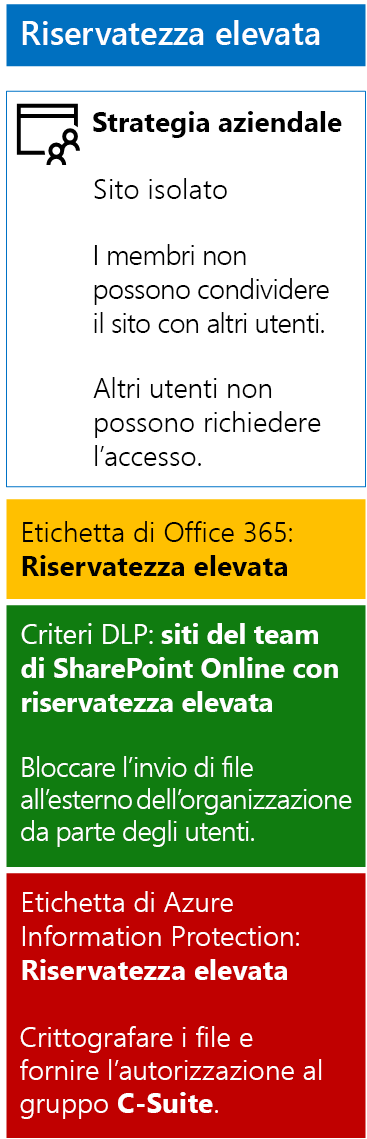 Riservatezza elevata
Strategia aziendale
Sito isolato
I membri non
possono condividere
il sito con altri utenti.
Altri utenti non
possono richiedere
l’accesso.
Etichetta di Office 365:
Riservatezza elevata
Criteri DLP: siti del team
di SharePoint Online con
riservatezza elevata
Bloccare l’invio di file
all’esterno dell’organizzazione
da parte degli utenti.
Etichetta di Azure
Information Protection:
Riservatezza elevata
Crittografare i file e
fornire l’autorizzazione al
gruppo C-Suite.